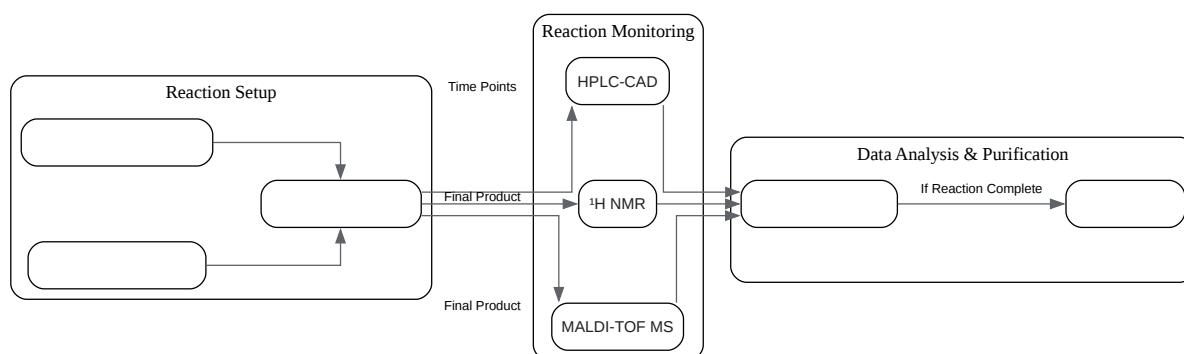 Reaction Monitoring
HPLC-CAD
Time Points
Reaction Setup
Data Analysis & Purification
If Reaction Complete
Final Product
¹H NMR
Final Product
MALDI-TOF MS